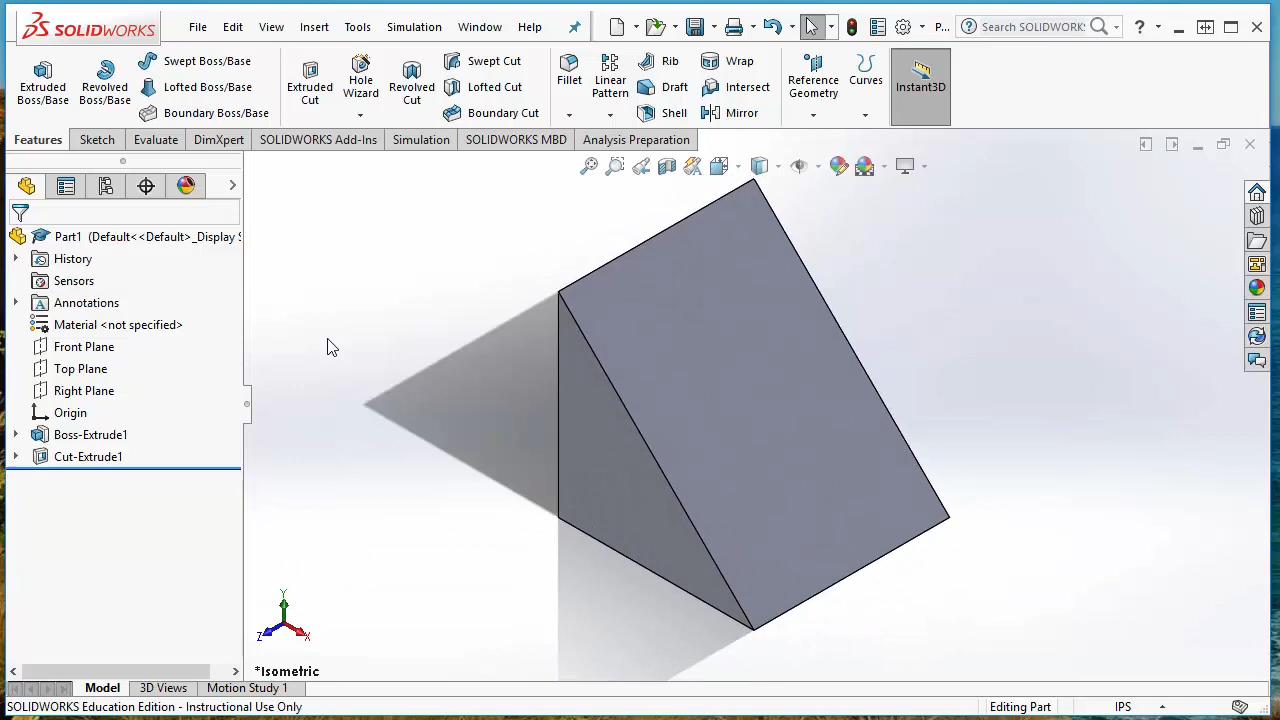 SOLIDWORKS File Edit View Insert Tools Simulation Window Help P... Search SOLIDWORKS ?
Extruded Boss/Base
Revolved Boss/Base
Swept Boss/Base
Lofted Boss/Base
Boundary Boss/Base
Extruded Cut
Hole Wizard
Revolved Cut
Swept Cut
Lofted Cut
Boundary Cut
Fillet
Linear Pattern
Rib
Draft
Shell
Wrap
Intersect
Mirror
Reference Geometry
Curves
Instant3D
Features Sketch Evaluate DimXpert SOLIDWORKS Add-Ins Simulation SOLIDWORKS MBD Analysis Preparation
Part1 (Default<<Default>_Display S
History
Sensors
Annotations
Material <not specified>
Front Plane
Top Plane
Right Plane
Origin
Boss-Extrude1
Cut-Extrude1
Y
Z X
*Isometric
Model 3D Views Motion Study 1
SOLIDWORKS Education Edition - Instructional Use Only Editing Part IPS